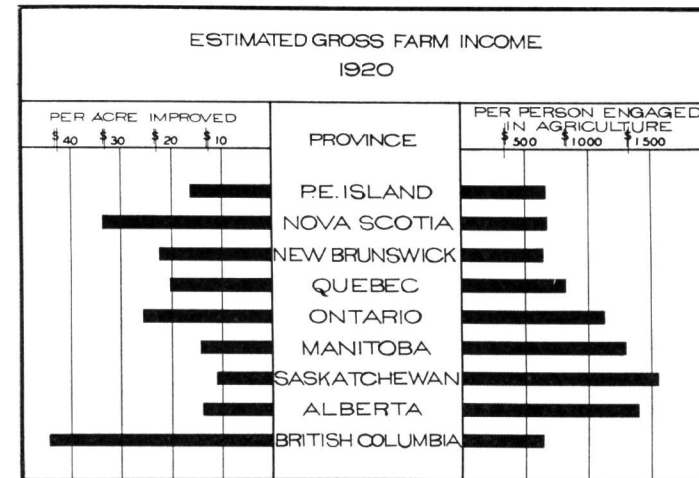 ESTIMATED GROSS FARM INCOME
1920
PER ACRE IMPROVED
$40 $30 $20 $10
PROVINCE
PER PERSON ENGAGED
IN AGRICULTURE
$500 $1000 $1500
P.E. ISLAND
NOVA SCOTIA
NEW BRUNSWICK
QUEBEC
ONTARIO
MANITOBA
SASKATCHEWAN
ALBERTA
BRITISH COLUMBIA